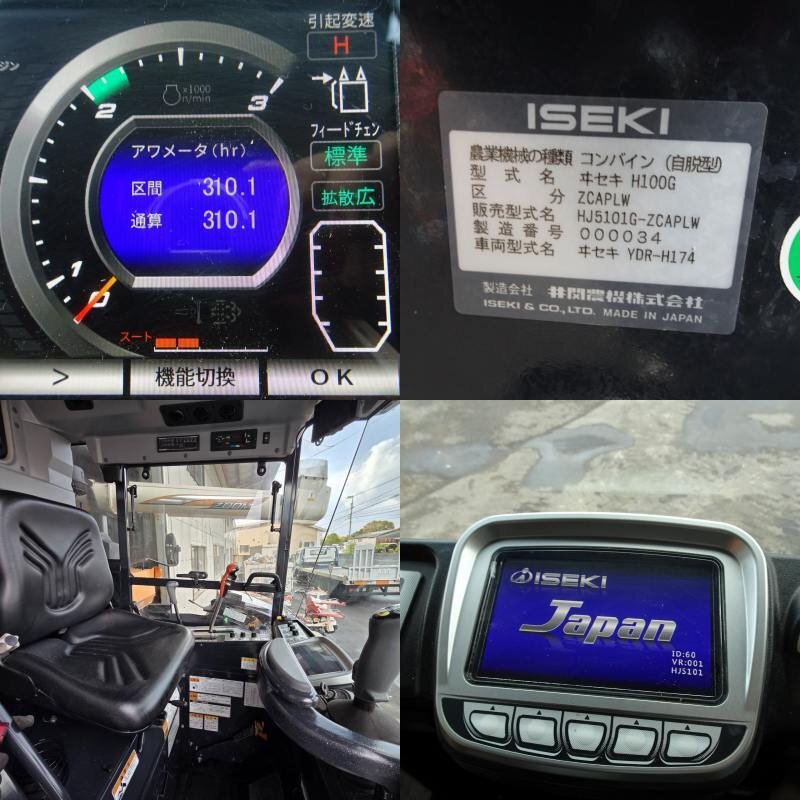 引起変速
H
ジン
x1000
r/min
2
3
1
0
アワメータ(hr)
区間 310.1
通算 310.1
フィードチェン
標準
拡散広
スート
>
機能切換
OK
ISEKI
農業機械の種類 コンバイン (自脱型)
型式名 ヰセキ H100G
区分 ZCAPLW
販売型式名 HJ5101G-ZCAPLW
製造番号 000034
車両型式名 ヰセキ YDR-H174
製造会社 井関農機株式会社
ISEKI & CO., LTD. MADE IN JAPAN
ISEKI
Japan
ID:60
VR:001
HJ5101